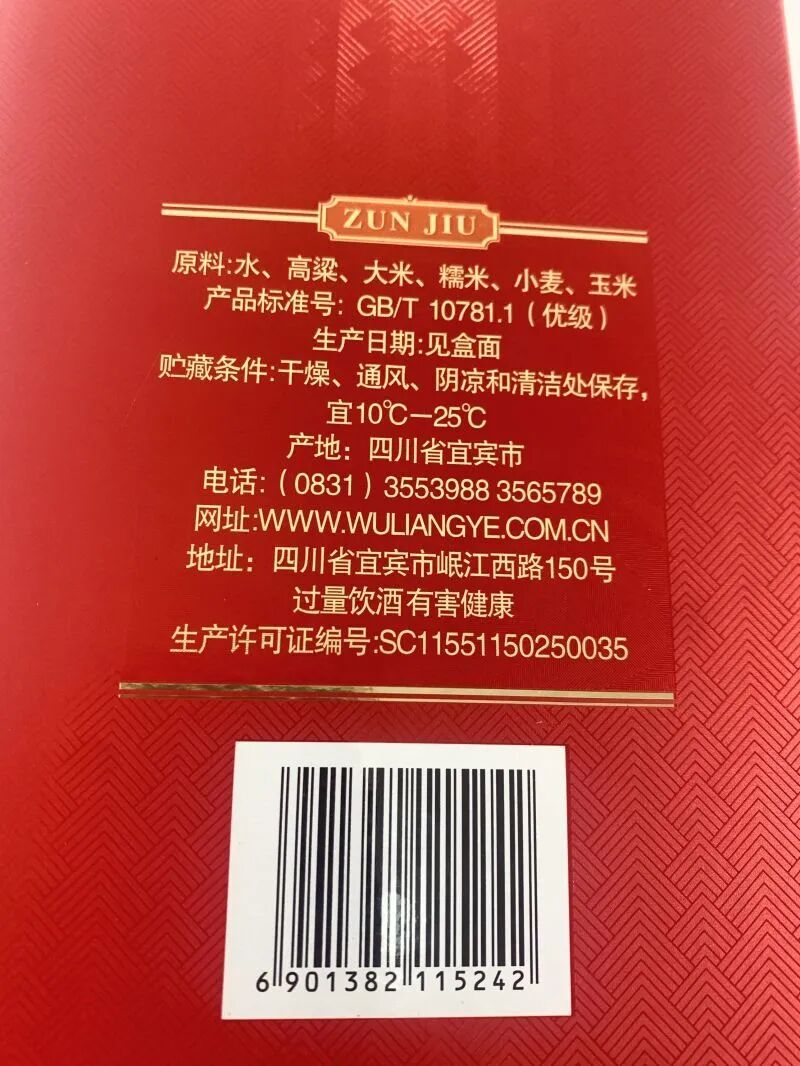 ZUN JIU
原料:水、高粱、大米、糯米、小麦、玉米
产品标准号: GB/T 10781.1(优级)
生产日期:见盒面
贮藏条件:干燥、通风、阴凉和清洁处保存,
宜10℃—25℃
产地: 四川省宜宾市
电话:(0831)3553988 3565789
网址:WWW.WULIANGYE.COM.CN
地址: 四川省宜宾市岷江西路150号
过量饮酒有害健康
生产许可证编号:SC11551150250035
6 901382 115242